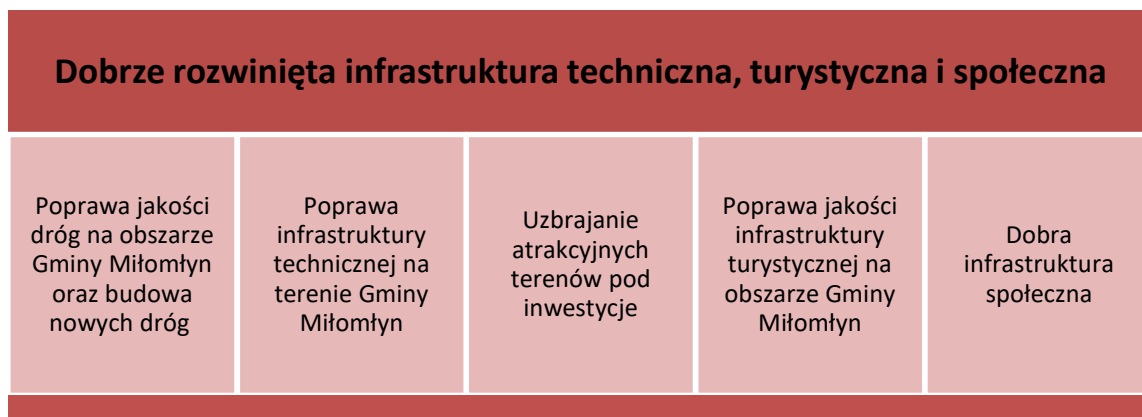 Dobrze rozwinięta infrastruktura techniczna, turystyczna i społeczna
Poprawa jakości
dróg na obszarze
Gminy Miłomłyn
oraz budowa
nowych dróg
Poprawa
infrastruktury
technicznej na
terenie Gminy
Miłomłyn
Uzbrajanie
atrakcyjnych
terenów pod
inwestycje
Poprawa jakości
infrastruktury
turystycznej na
obszarze Gminy
Miłomłyn
Dobra
infrastruktura
społeczna